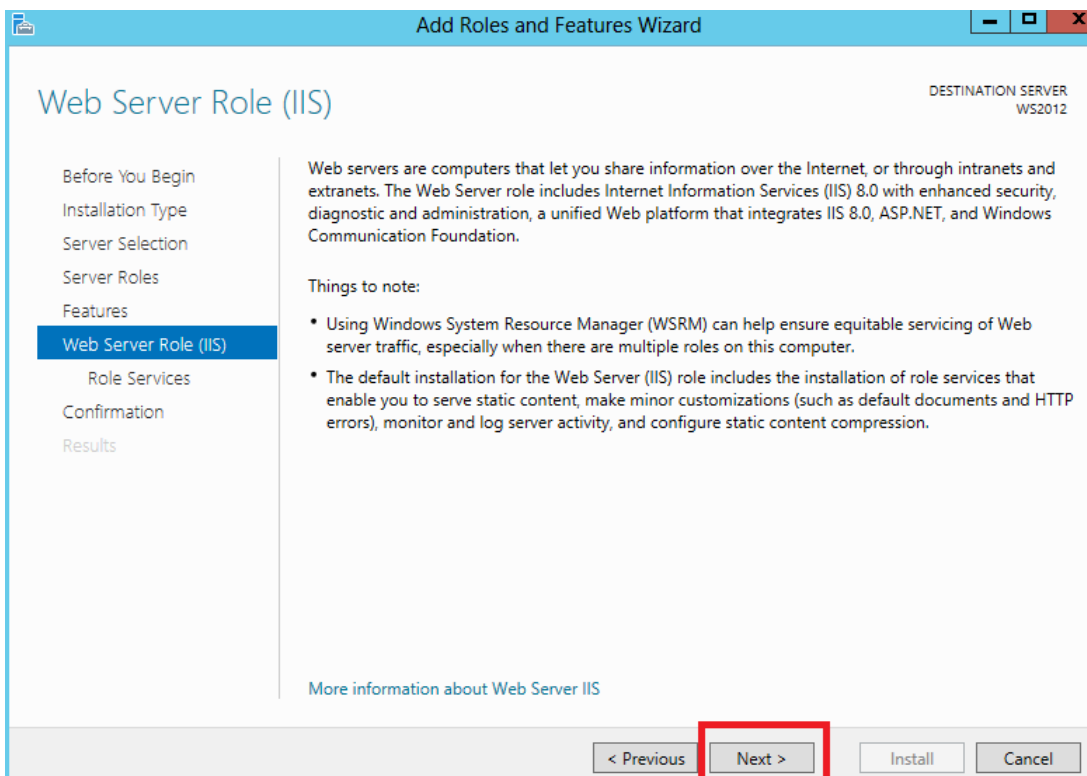 Add Roles and Features Wizard
x
Web Server Role (IIS)
DESTINATION SERVER
WS2012
Before You Begin
Installation Type
Server Selection
Server Roles
Features
Web Server Role (IIS)
Role Services
Confirmation
Results
Web servers are computers that let you share information over the Internet, or through intranets and
extranets. The Web Server role includes Internet Information Services (IIS) 8.0 with enhanced security,
diagnostic and administration, a unified Web platform that integrates IIS 8.0, ASP.NET, and Windows
Communication Foundation.
Things to note:
• Using Windows System Resource Manager (WSRM) can help ensure equitable servicing of Web
server traffic, especially when there are multiple roles on this computer.
• The default installation for the Web Server (IIS) role includes the installation of role services that
enable you to serve static content, make minor customizations (such as default documents and HTTP
errors), monitor and log server activity, and configure static content compression.
More information about Web Server IIS
< Previous
Next >
Install
Cancel